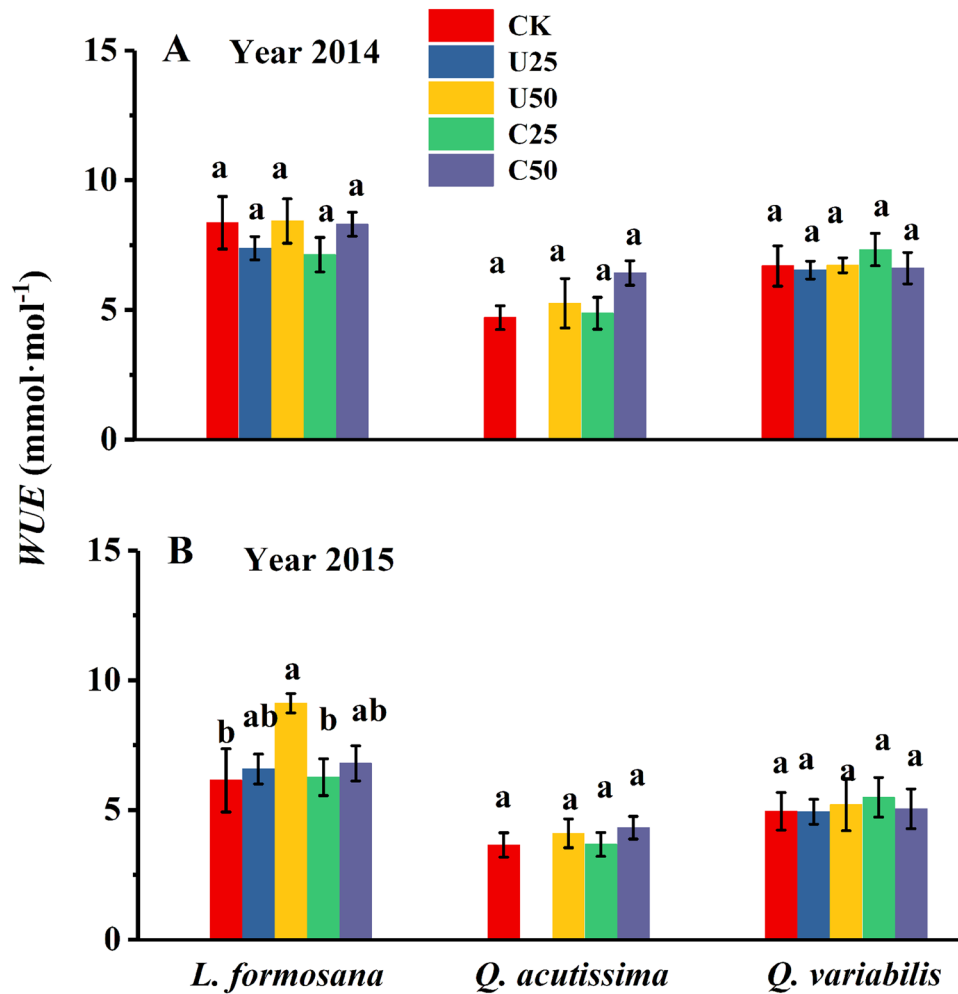 CK
U25
U50
C25
C50
A Year 2014
15
10
5
0
a a a a a a a a a a a a a a
WUE (mmol·mol⁻¹)
B Year 2015
15
10
5
0
b ab a b ab a a a a a a a a a
L. formosana Q. acutissima Q. variabilis